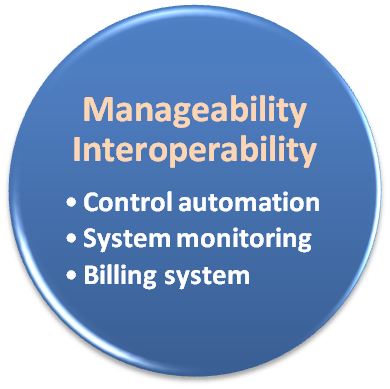 Manageability
Interoperability
• Control automation
• System monitoring
• Billing system